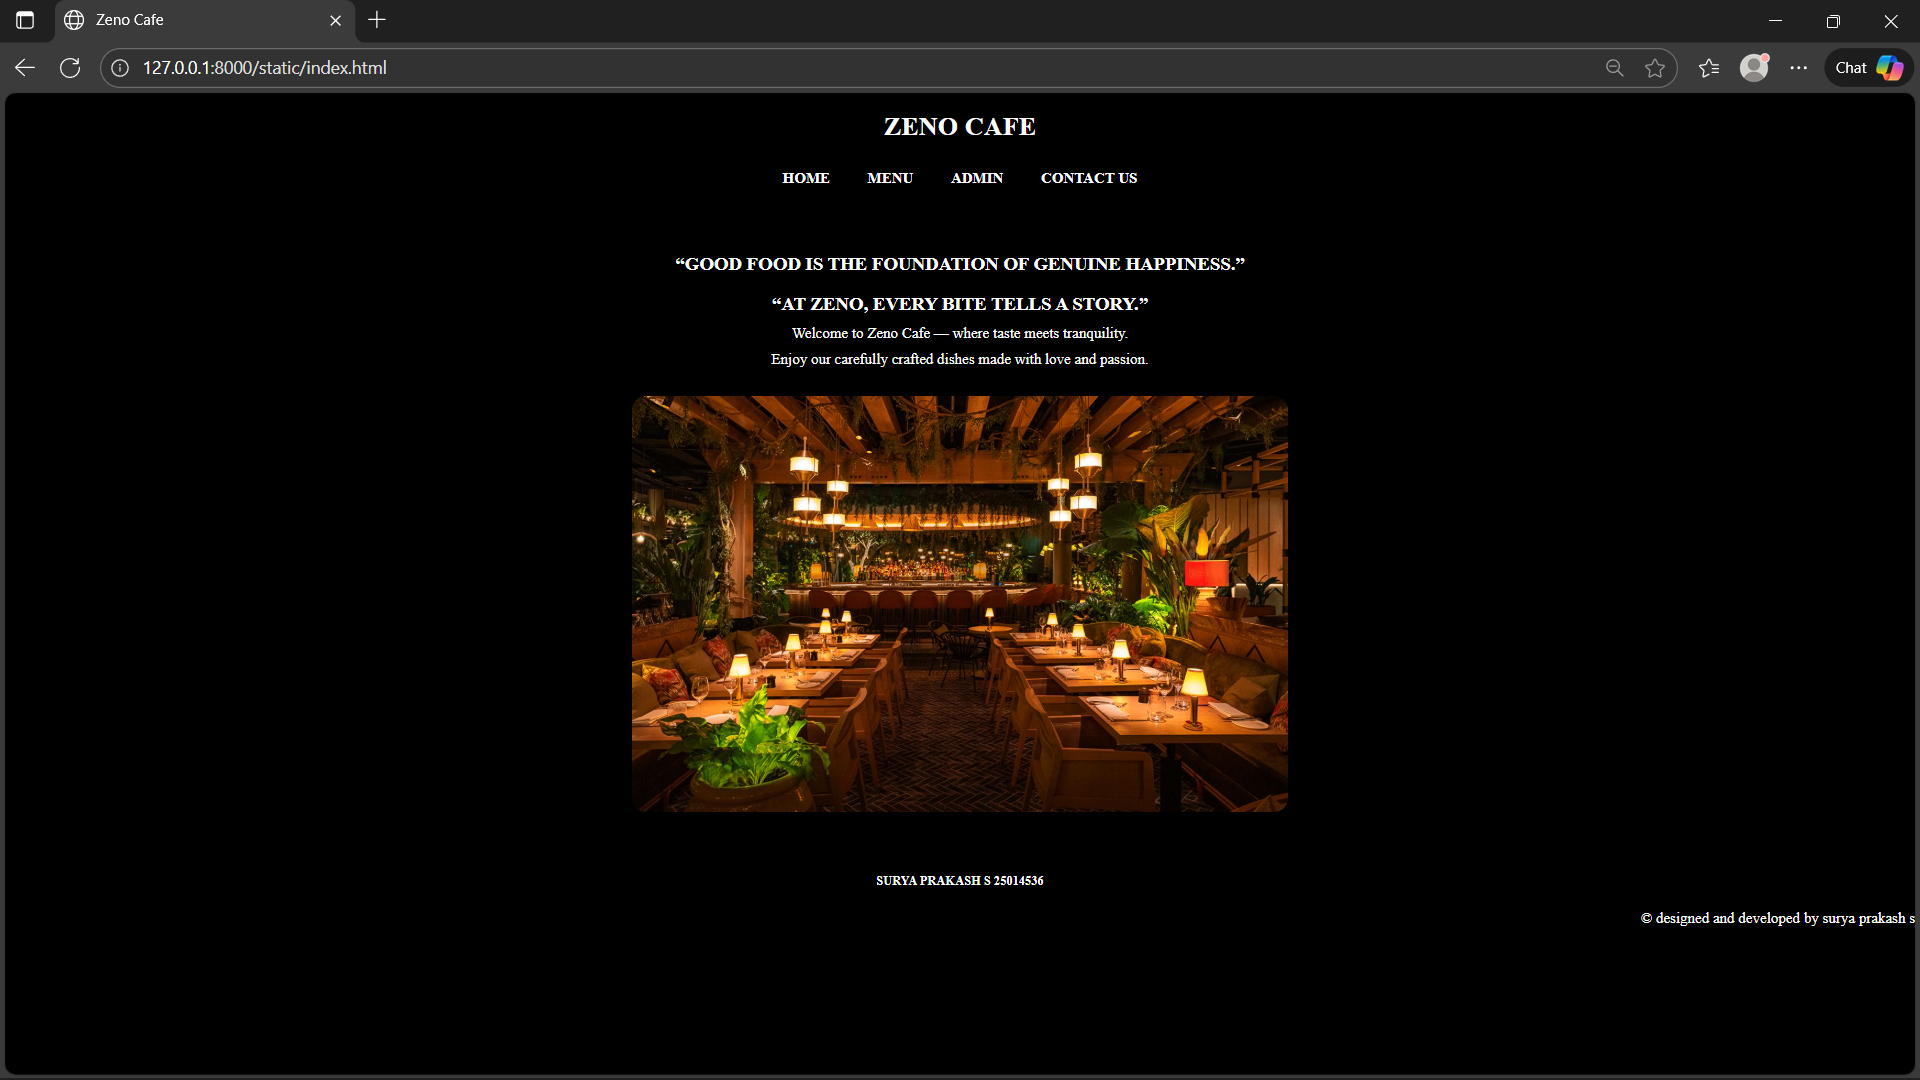 Zeno Cafe
127.0.0.1:8000/static/index.html
Chat
ZENO CAFE
HOME MENU ADMIN CONTACT US
“GOOD FOOD IS THE FOUNDATION OF GENUINE HAPPINESS.”
“AT ZENO, EVERY BITE TELLS A STORY.”
Welcome to Zeno Cafe — where taste meets tranquility.
Enjoy our carefully crafted dishes made with love and passion.
SURYA PRAKASH S 25014536
© designed and developed by surya prakash s